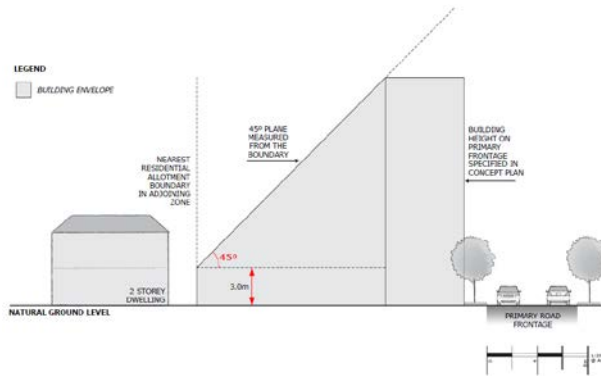 LEGEND
BUILDING ENVELOPE
NEAREST
RESIDENTIAL
ALLOTMENT
BOUNDARY
IN ADJOINING
ZONE
45º PLANE
MEASURED
FROM THE
BOUNDARY
BUILDING
HEIGHT ON
PRIMARY
FRONTAGE
SPECIFIED IN
CONCEPT PLAN
45º
3.0m
2 STOREY
DWELLING
NATURAL GROUND LEVEL
PRIMARY ROAD
FRONTAGE